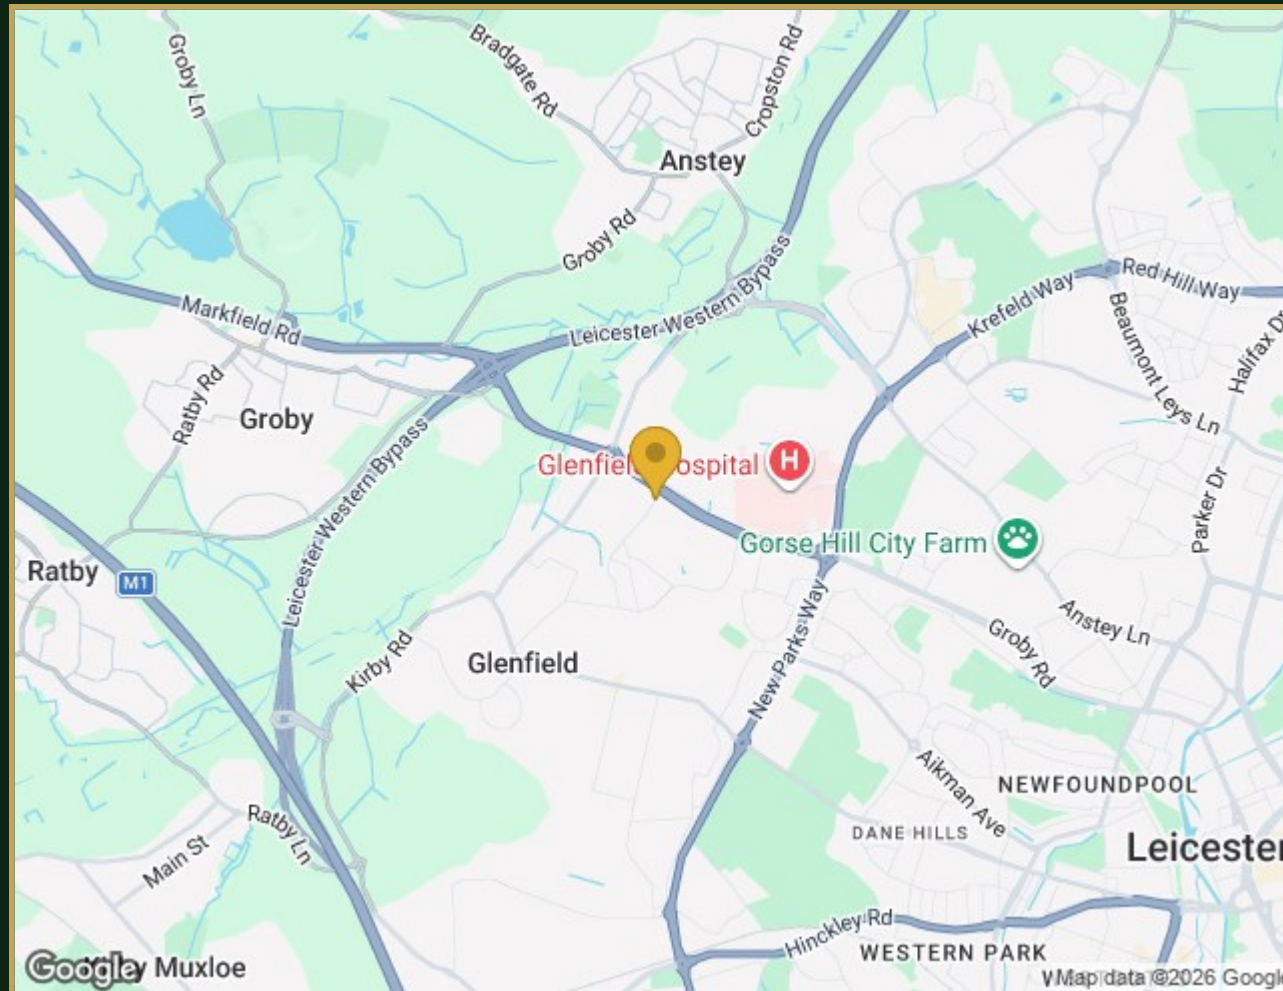 Groby Ln
Bradgate Rd
Cropston Rd
Anstey
Groby Rd
Leicester Western Bypass
Markfield Rd
Krefeld Way
Red Hill Way
Beaumont Leys Ln
Halifax Dr
Ratby Rd
Groby
Leicester Western Bypass
Glenfield Hospital
H
Parker Dr
Gorse Hill City Farm
Ratby
M1
Anstey Ln
Groby Rd
New Parks Way
Kirby Rd
Glenfield
Aikman Ave
NEWFOUNDPOOL
DANE HILLS
Leicester
Ratby Ln
Main St
Hinckley Rd
WESTERN PARK
Google
Kirby Muxloe
Map data ©2026 Google